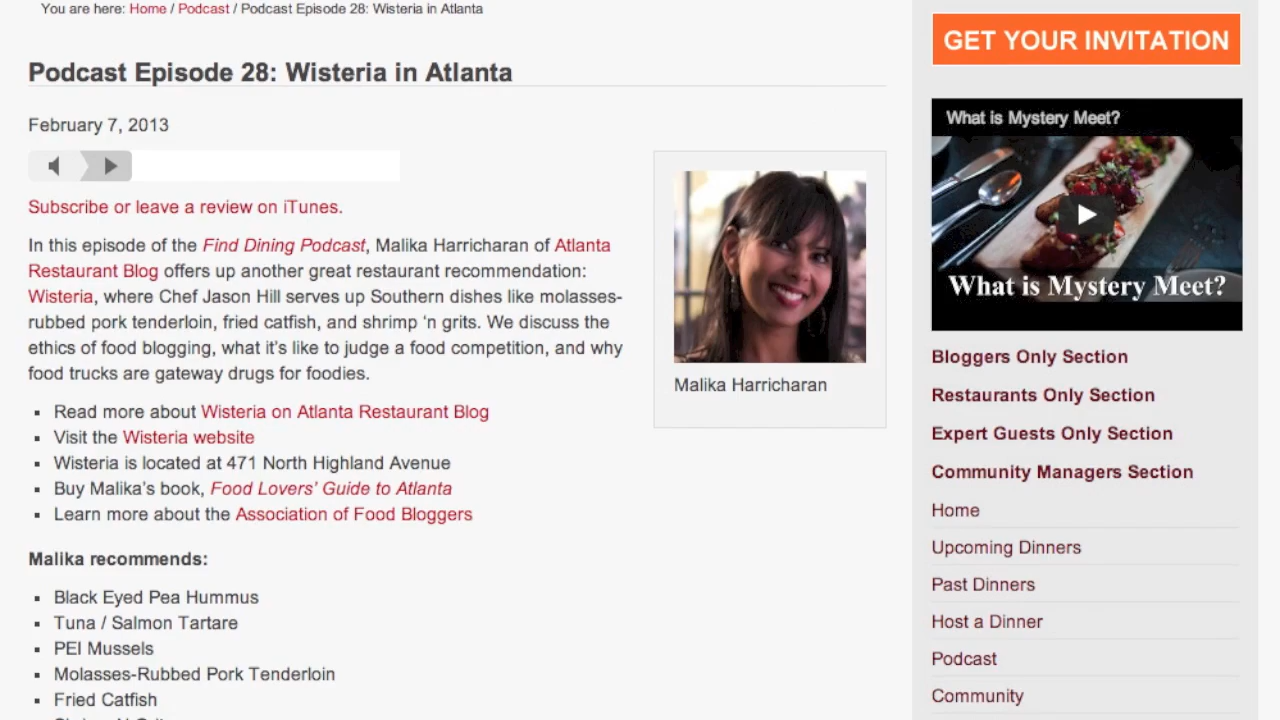 You are here: Home / Podcast / Podcast Episode 28: Wisteria in Atlanta
Podcast Episode 28: Wisteria in Atlanta
February 7, 2013
Subscribe or leave a review on iTunes.
In this episode of the Find Dining Podcast, Malika Harricharan of Atlanta
Restaurant Blog offers up another great restaurant recommendation:
Wisteria, where Chef Jason Hill serves up Southern dishes like molasses-
rubbed pork tenderloin, fried catfish, and shrimp ‘n grits. We discuss the
ethics of food blogging, what it’s like to judge a food competition, and why
food trucks are gateway drugs for foodies.
Malika Harricharan
▪ Read more about Wisteria on Atlanta Restaurant Blog
▪ Visit the Wisteria website
▪ Wisteria is located at 471 North Highland Avenue
▪ Buy Malika’s book, Food Lovers’ Guide to Atlanta
▪ Learn more about the Association of Food Bloggers
Malika recommends:
▪ Black Eyed Pea Hummus
▪ Tuna / Salmon Tartare
▪ PEI Mussels
▪ Molasses-Rubbed Pork Tenderloin
▪ Fried Catfish
GET YOUR INVITATION
What is Mystery Meet?
What is Mystery Meet?
Bloggers Only Section
Restaurants Only Section
Expert Guests Only Section
Community Managers Section
Home
Upcoming Dinners
Past Dinners
Host a Dinner
Podcast
Community